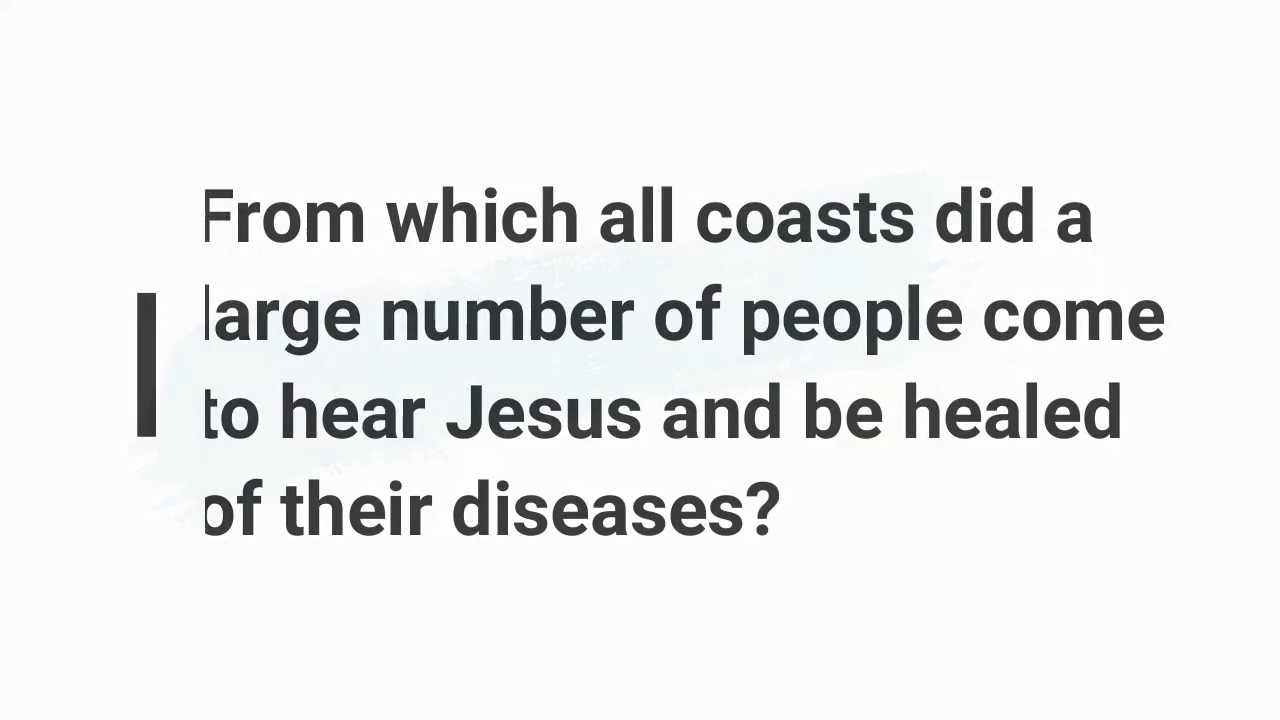 From which all coasts did a
large number of people come
to hear Jesus and be healed
of their diseases?